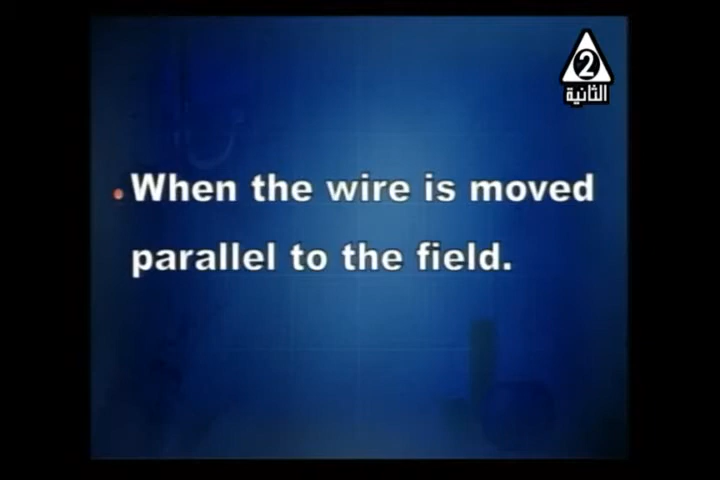 2
الثانية
When the wire is moved
parallel to the field.